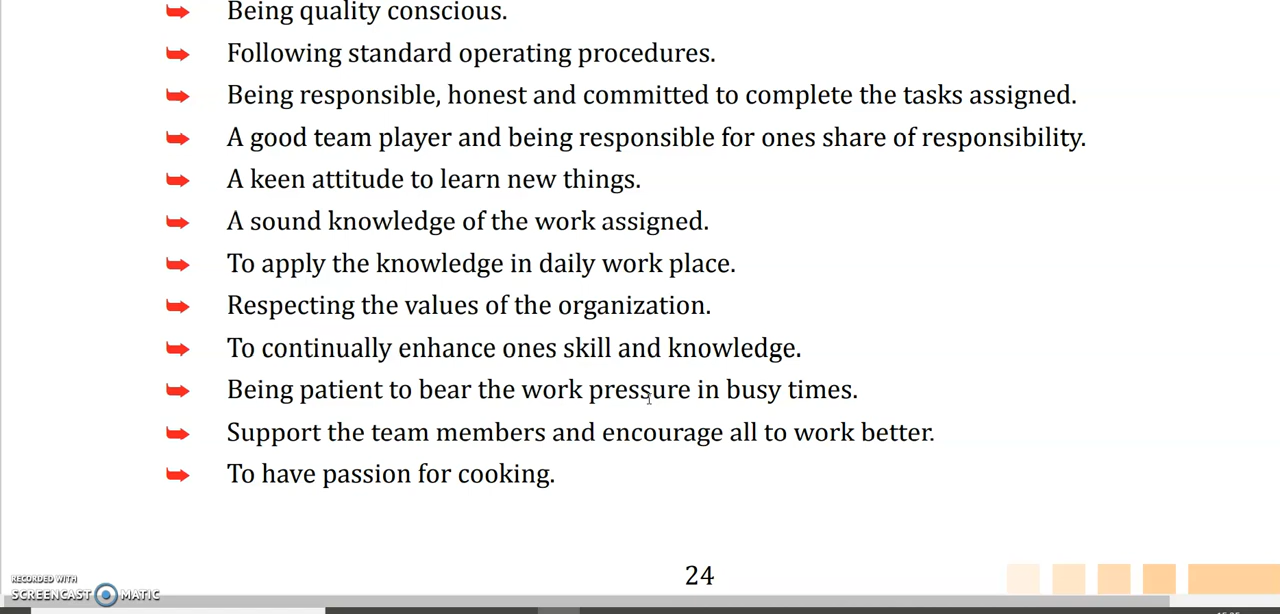 Being quality conscious.
Following standard operating procedures.
Being responsible, honest and committed to complete the tasks assigned.
A good team player and being responsible for ones share of responsibility.
A keen attitude to learn new things.
A sound knowledge of the work assigned.
To apply the knowledge in daily work place.
Respecting the values of the organization.
To continually enhance ones skill and knowledge.
Being patient to bear the work pressure in busy times.
Support the team members and encourage all to work better.
To have passion for cooking.
24
RECORDED WITH
SCREENCAST MATIC